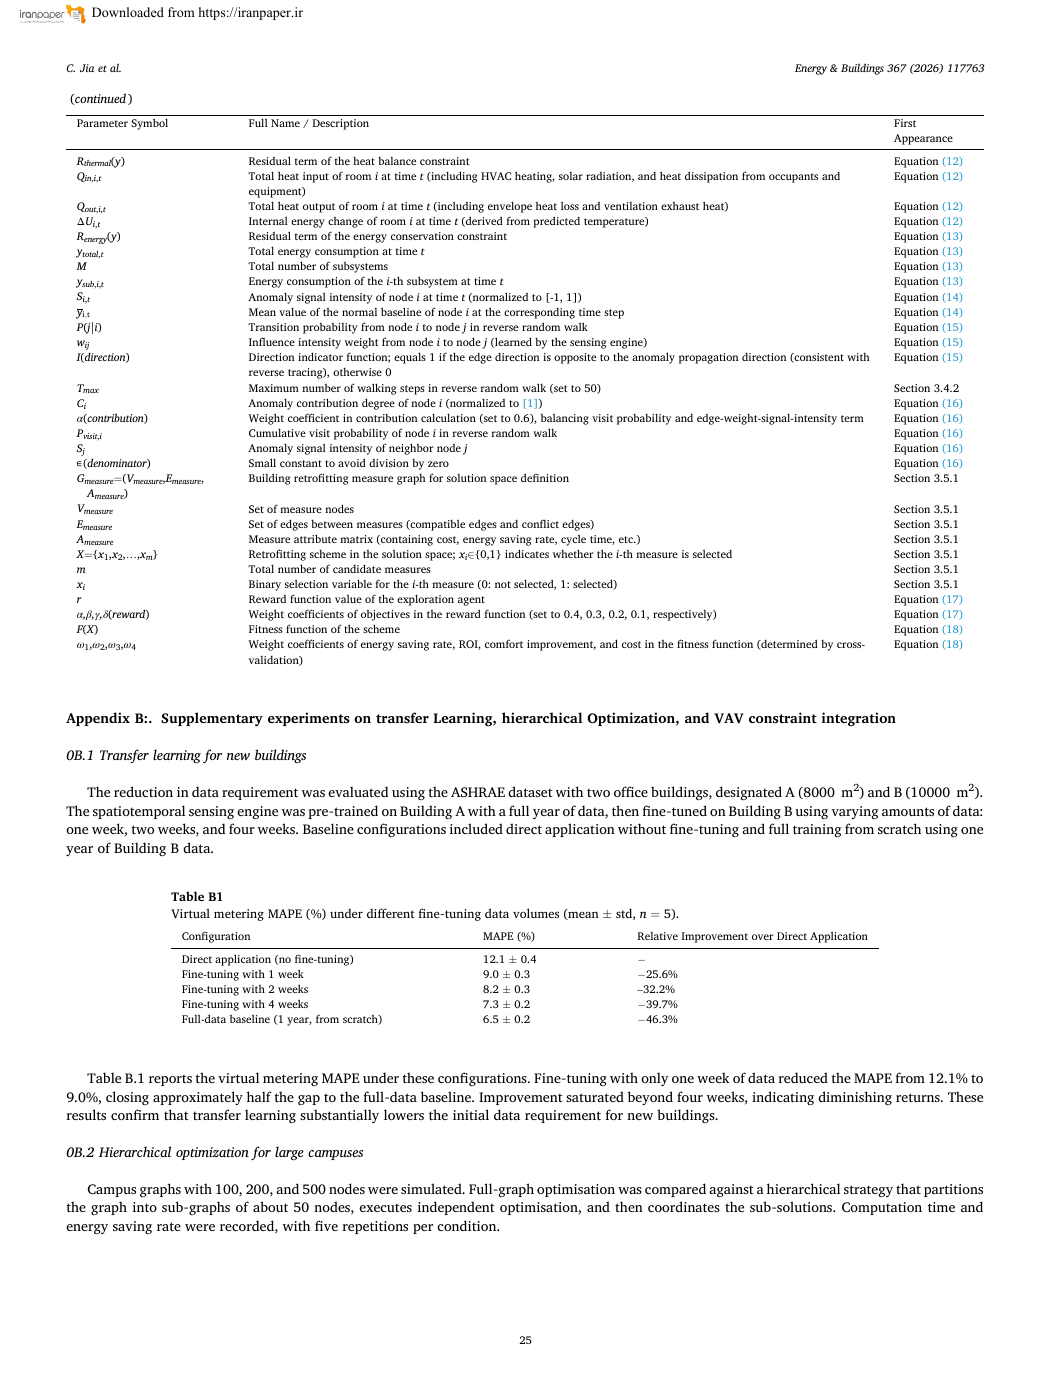 iranpaper Downloaded from https://iranpaper.ir
C. Jia et al.
Energy & Buildings 367 (2026) 117763
(continued)
Parameter Symbol Full Name / Description First Appearance
R_thermal(y) Residual term of the heat balance constraint Equation (12)
Q_in,i,t Total heat input of room i at time t (including HVAC heating, solar radiation, and heat dissipation from occupants and Equation (12)
equipment)
Q_out,i,t Total heat output of room i at time t (including envelope heat loss and ventilation exhaust heat) Equation (12)
ΔU_i,t Internal energy change of room i at time t (derived from predicted temperature) Equation (12)
R_energy(y) Residual term of the energy conservation constraint Equation (13)
y_total,t Total energy consumption at time t Equation (13)
M Total number of subsystems Equation (13)
y_sub,i,t Energy consumption of the i-th subsystem at time t Equation (13)
S_i,t Anomaly signal intensity of node i at time t (normalized to [-1, 1]) Equation (14)
y̅_i,t Mean value of the normal baseline of node i at the corresponding time step Equation (14)
P(j|i) Transition probability from node i to node j in reverse random walk Equation (15)
w_ij Influence intensity weight from node i to node j (learned by the sensing engine) Equation (15)
I(direction) Direction indicator function; equals 1 if the edge direction is opposite to the anomaly propagation direction (consistent with Equation (15)
reverse tracing), otherwise 0
T_max Maximum number of walking steps in reverse random walk (set to 50) Section 3.4.2
C_i Anomaly contribution degree of node i (normalized to [1]) Equation (16)
α(contribution) Weight coefficient in contribution calculation (set to 0.6), balancing visit probability and edge-weight-signal-intensity term Equation (16)
P_visit,i Cumulative visit probability of node i in reverse random walk Equation (16)
S_j Anomaly signal intensity of neighbor node j Equation (16)
ϵ(denominator) Small constant to avoid division by zero Equation (16)
G_measure=(V_measure,E_measure, Building retrofitting measure graph for solution space definition Section 3.5.1
A_measure)
V_measure Set of measure nodes Section 3.5.1
E_measure Set of edges between measures (compatible edges and conflict edges) Section 3.5.1
A_measure Measure attribute matrix (containing cost, energy saving rate, cycle time, etc.) Section 3.5.1
X={x_1,x_2,…,x_m} Retrofitting scheme in the solution space; x_i∈{0,1} indicates whether the i-th measure is selected Section 3.5.1
m Total number of candidate measures Section 3.5.1
x_i Binary selection variable for the i-th measure (0: not selected, 1: selected) Section 3.5.1
r Reward function value of the exploration agent Equation (17)
α,β,γ,δ(reward) Weight coefficients of objectives in the reward function (set to 0.4, 0.3, 0.2, 0.1, respectively) Equation (17)
F(X) Fitness function of the scheme Equation (18)
ω_1,ω_2,ω_3,ω_4 Weight coefficients of energy saving rate, ROI, comfort improvement, and cost in the fitness function (determined by cross- Equation (18)
validation)
Appendix B:. Supplementary experiments on transfer Learning, hierarchical Optimization, and VAV constraint integration
0B.1 Transfer learning for new buildings
The reduction in data requirement was evaluated using the ASHRAE dataset with two office buildings, designated A (8000 m²) and B (10000 m²).
The spatiotemporal sensing engine was pre-trained on Building A with a full year of data, then fine-tuned on Building B using varying amounts of data:
one week, two weeks, and four weeks. Baseline configurations included direct application without fine-tuning and full training from scratch using one
year of Building B data.
Table B1
Virtual metering MAPE (%) under different fine-tuning data volumes (mean ± std, n = 5).
Configuration MAPE (%) Relative Improvement over Direct Application
Direct application (no fine-tuning) 12.1 ± 0.4 –
Fine-tuning with 1 week 9.0 ± 0.3 −25.6%
Fine-tuning with 2 weeks 8.2 ± 0.3 –32.2%
Fine-tuning with 4 weeks 7.3 ± 0.2 −39.7%
Full-data baseline (1 year, from scratch) 6.5 ± 0.2 −46.3%
Table B.1 reports the virtual metering MAPE under these configurations. Fine-tuning with only one week of data reduced the MAPE from 12.1% to
9.0%, closing approximately half the gap to the full-data baseline. Improvement saturated beyond four weeks, indicating diminishing returns. These
results confirm that transfer learning substantially lowers the initial data requirement for new buildings.
0B.2 Hierarchical optimization for large campuses
Campus graphs with 100, 200, and 500 nodes were simulated. Full-graph optimisation was compared against a hierarchical strategy that partitions
the graph into sub-graphs of about 50 nodes, executes independent optimisation, and then coordinates the sub-solutions. Computation time and
energy saving rate were recorded, with five repetitions per condition.
25